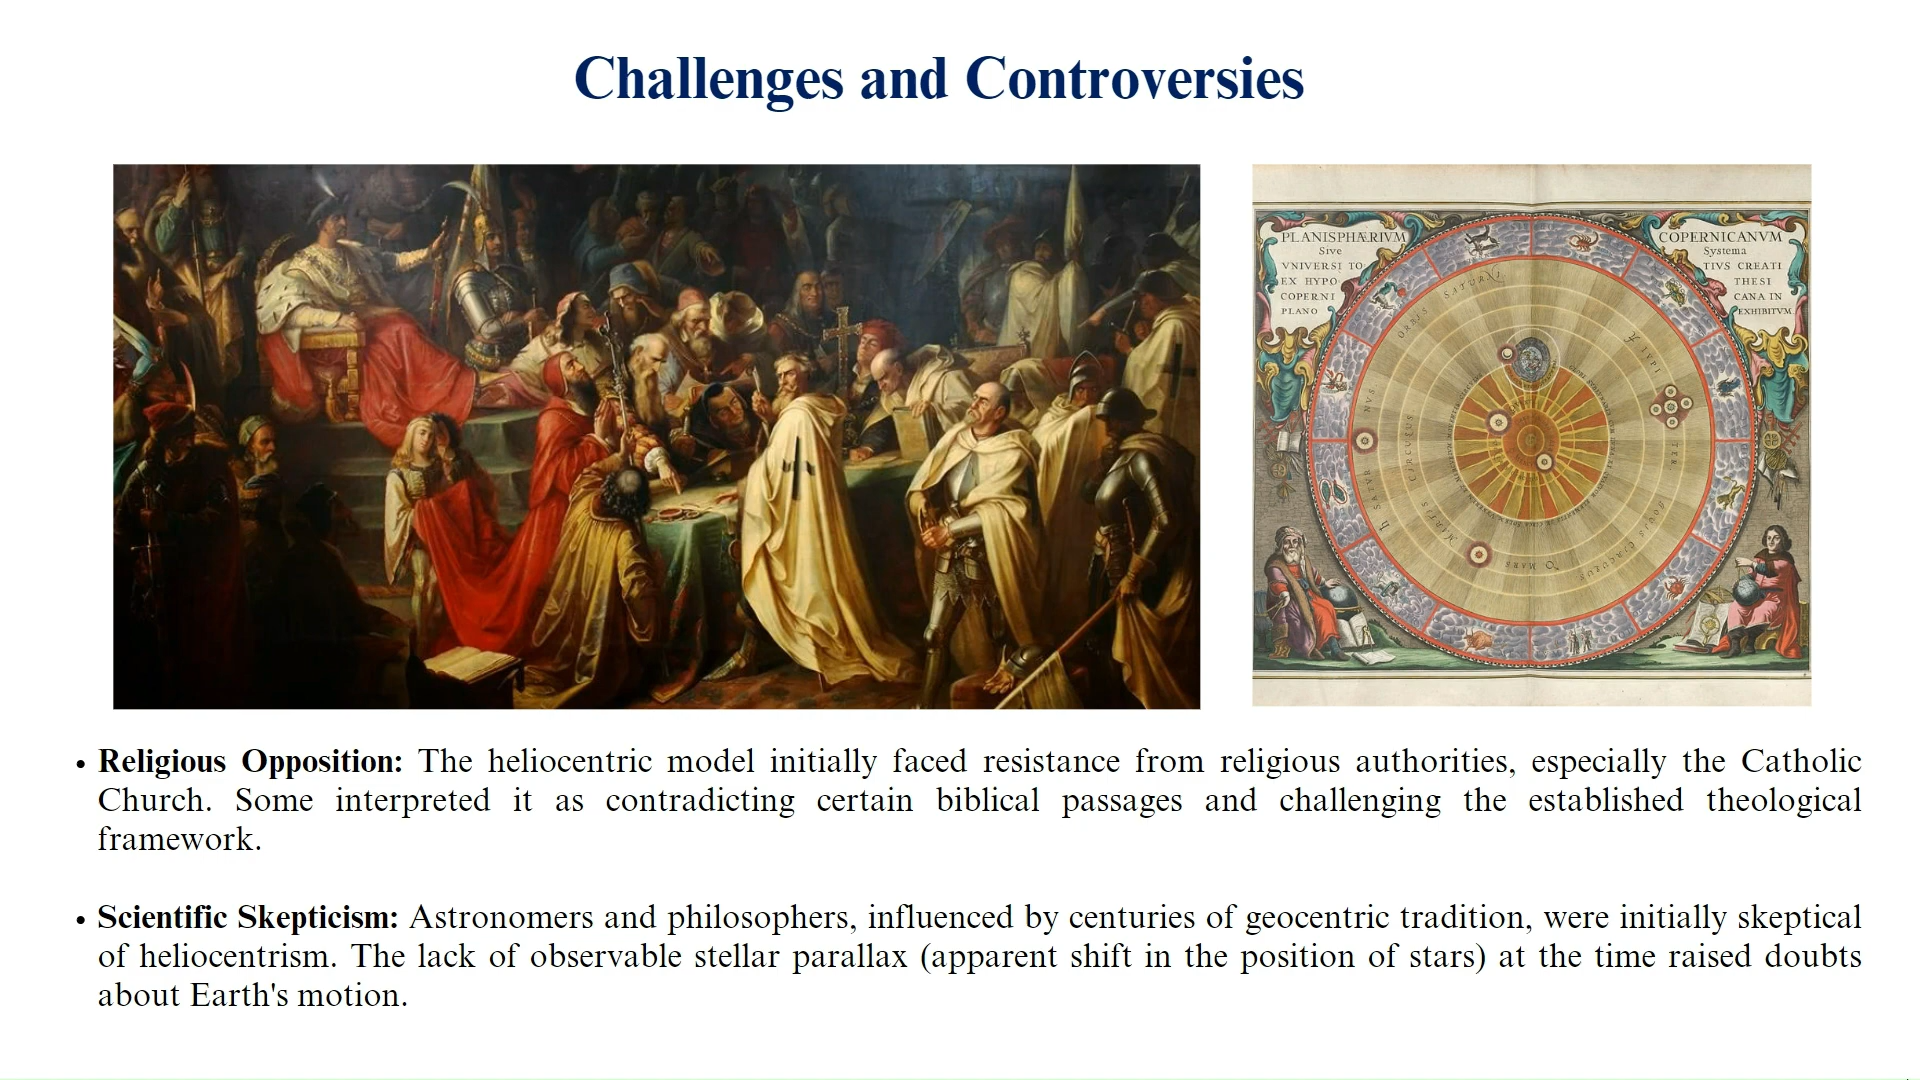 Challenges and Controversies
PLANISPHÆRIVM
Sive
VNIVERSI TO
EX HYPO
COPERNI
PLANO
COPERNICANVM
Systema
TIVS CREATI
THESI
CANA IN
EXHIBITVM
ORBIS SATURNI
• Religious Opposition: The heliocentric model initially faced resistance from religious authorities, especially the Catholic
Church. Some interpreted it as contradicting certain biblical passages and challenging the established theological
framework.
• Scientific Skepticism: Astronomers and philosophers, influenced by centuries of geocentric tradition, were initially skeptical
of heliocentrism. The lack of observable stellar parallax (apparent shift in the position of stars) at the time raised doubts
about Earth's motion.